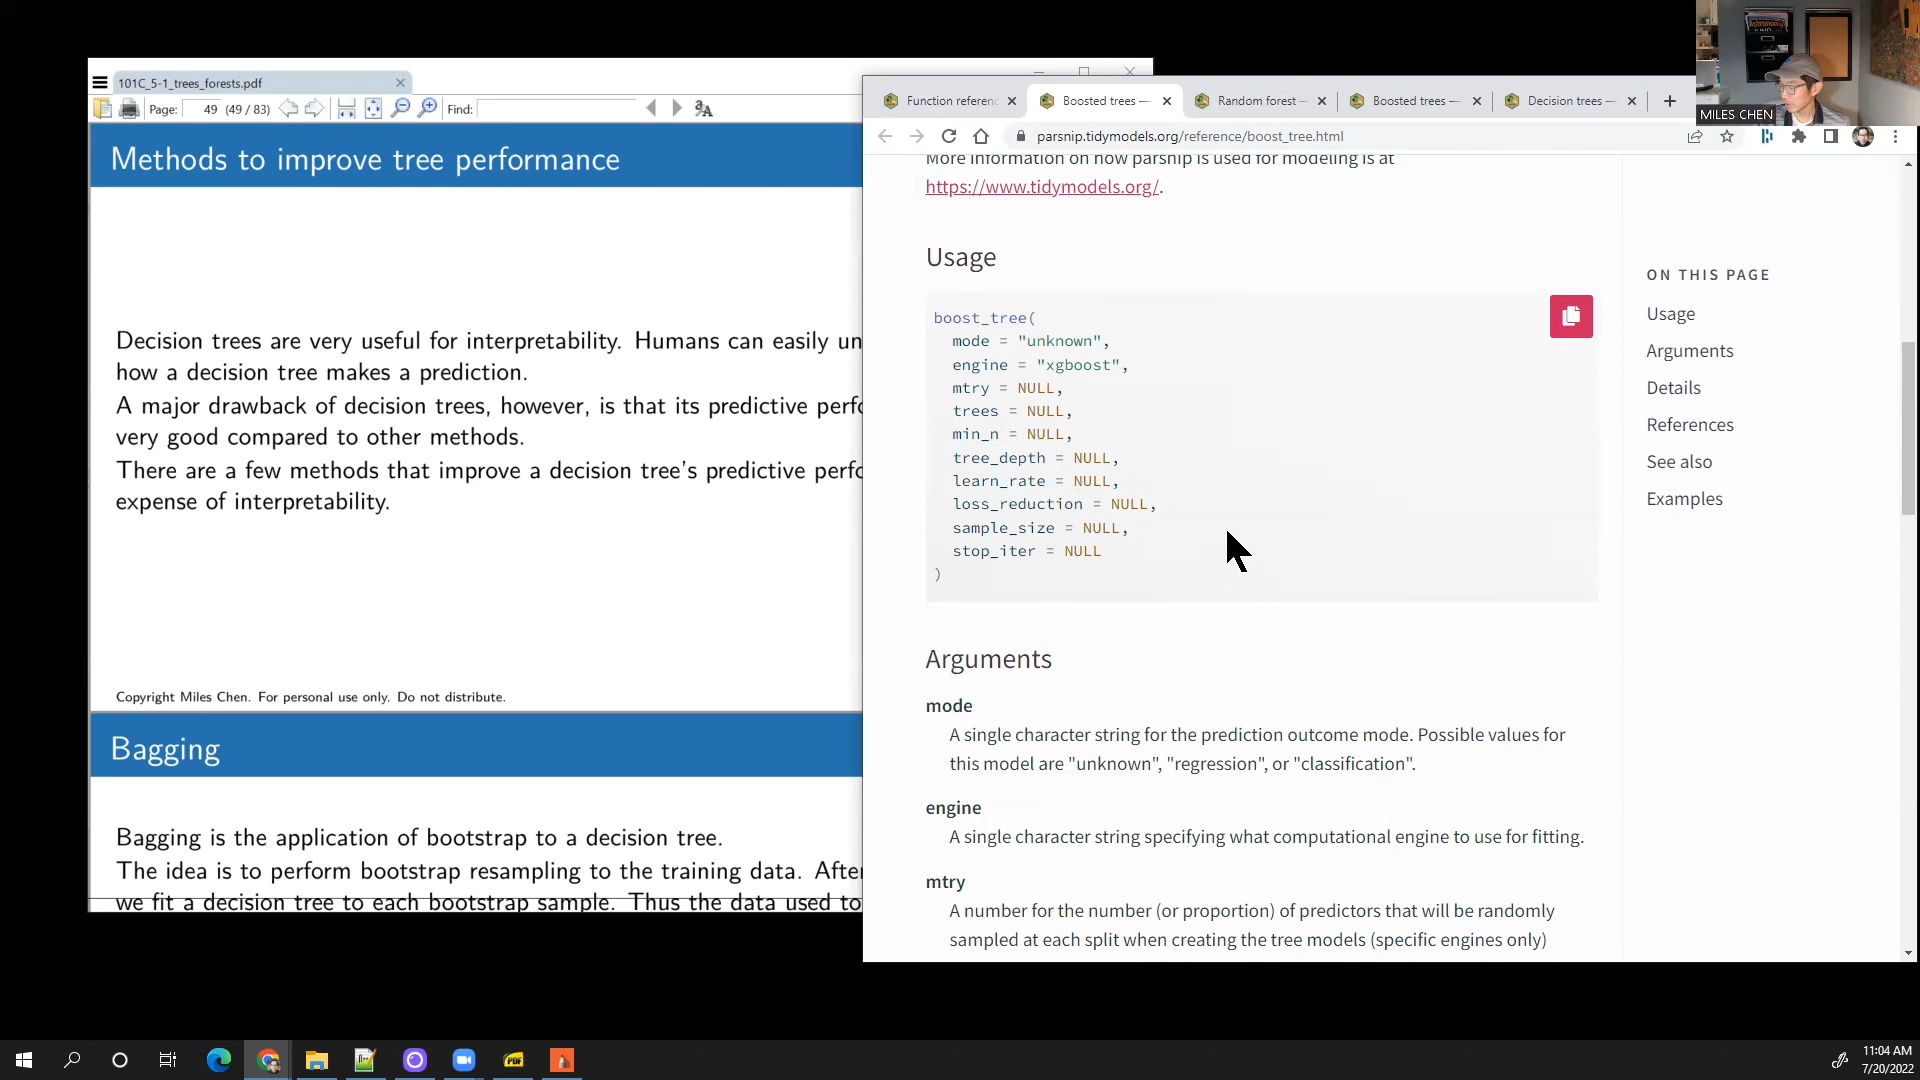 101C_5-1_trees_forests.pdf
Page: 49 (49 / 83) Find:
Methods to improve tree performance
Decision trees are very useful for interpretability. Humans can easily un
how a decision tree makes a prediction.
A major drawback of decision trees, however, is that its predictive perfo
very good compared to other methods.
There are a few methods that improve a decision tree's predictive perfo
expense of interpretability.
Copyright Miles Chen. For personal use only. Do not distribute.
Bagging
Bagging is the application of bootstrap to a decision tree.
The idea is to perform bootstrap resampling to the training data. After
we fit a decision tree to each bootstrap sample. Thus the data used to
Function referenc
Boosted trees —
Random forest —
Boosted trees —
Decision trees —
MILES CHEN
parsnip.tidymodels.org/reference/boost_tree.html
More information on how parsnip is used for modeling is at
https://www.tidymodels.org/.
Usage
boost_tree(
mode = "unknown",
engine = "xgboost",
mtry = NULL,
trees = NULL,
min_n = NULL,
tree_depth = NULL,
learn_rate = NULL,
loss_reduction = NULL,
sample_size = NULL,
stop_iter = NULL
)
Arguments
mode
A single character string for the prediction outcome mode. Possible values for
this model are "unknown", "regression", or "classification".
engine
A single character string specifying what computational engine to use for fitting.
mtry
A number for the number (or proportion) of predictors that will be randomly
sampled at each split when creating the tree models (specific engines only)
ON THIS PAGE
Usage
Arguments
Details
References
See also
Examples
PDF
11:04 AM
7/20/2022